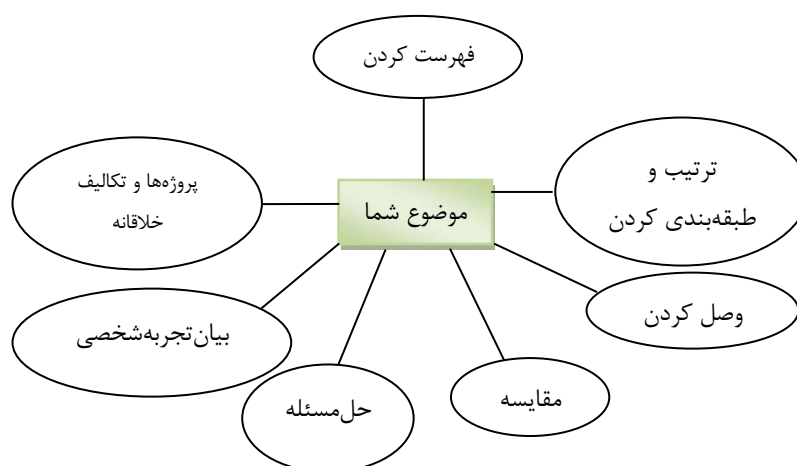 فهرست کردن
ترتیب و
طبقه‌بندی کردن
پروژه‌ها و تکالیف
خلاقانه
موضوع شما
وصل کردن
بیان‌تجربه‌شخصی
مقایسه
حل‌مسئله